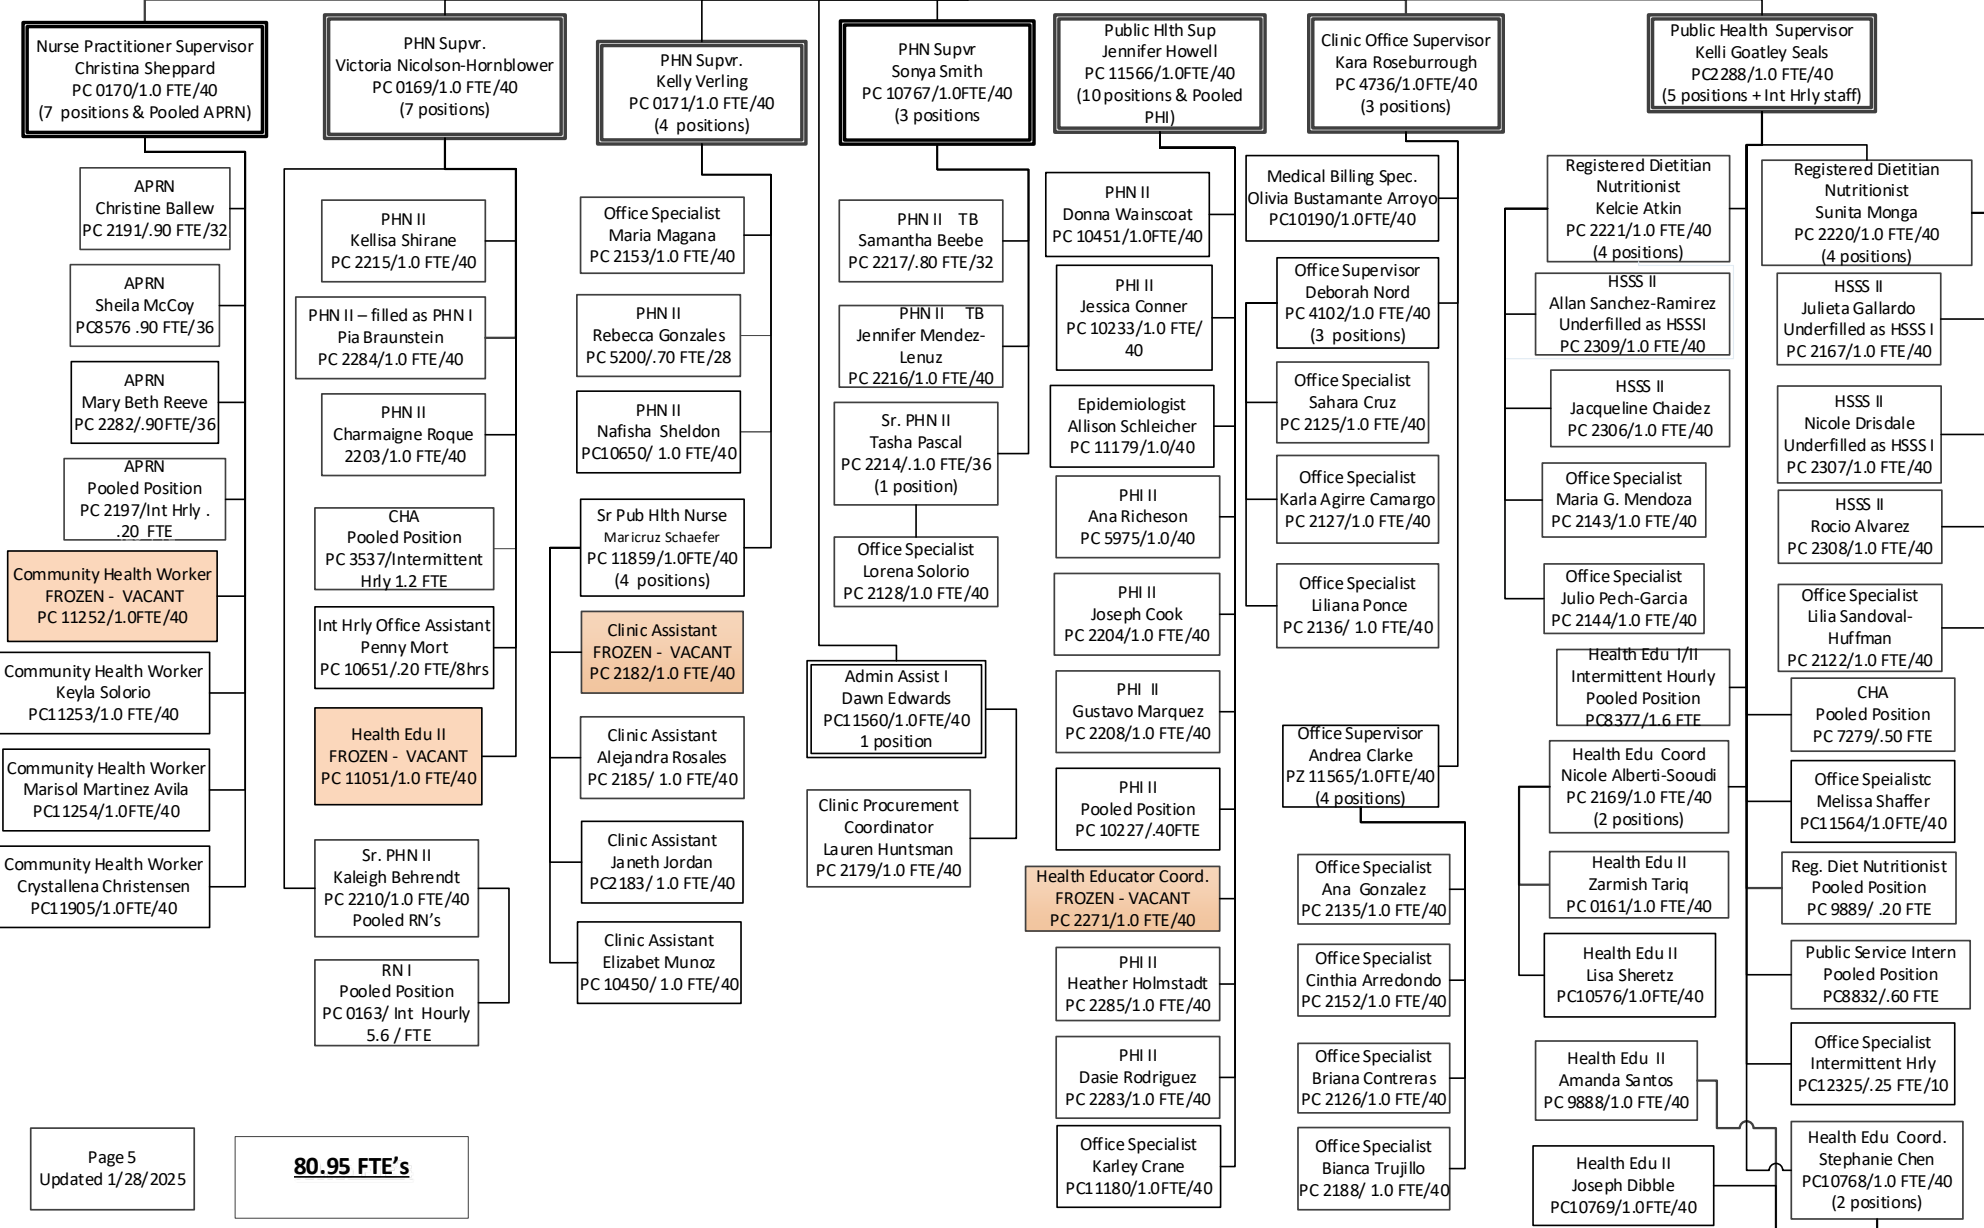 Nurse Practitioner Supervisor
Christina Sheppard
PC 0170/1.0 FTE/40
(7 positions & Pooled APRN)
APRN
Christine Ballew
PC 2191/.90 FTE/32
APRN
Sheila McCoy
PC8576 .90 FTE/36
APRN
Mary Beth Reeve
PC 2282/.90FTE/36
APRN
Pooled Position
PC 2197/Int Hrly .
.20 FTE
Community Health Worker
FROZEN - VACANT
PC 11252/1.0FTE/40
Community Health Worker
Keyla Solorio
PC11253/1.0 FTE/40
Community Health Worker
Marisol Martinez Avila
PC11254/1.0FTE/40
Community Health Worker
Crystallena Christensen
PC11905/1.0FTE/40
PHN Supvr.
Victoria Nicolson-Hornblower
PC 0169/1.0 FTE/40
(7 positions)
PHN II
Kellisa Shirane
PC 2215/1.0 FTE/40
PHN II – filled as PHN I
Pia Braunstein
PC 2284/1.0 FTE/40
PHN II
Charmaigne Roque
2203/1.0 FTE/40
CHA
Pooled Position
PC 3537/Intermittent
Hrly 1.2 FTE
Int Hrly Office Assistant
Penny Mort
PC 10651/.20 FTE/8hrs
Health Edu II
FROZEN - VACANT
PC 11051/1.0 FTE/40
Sr. PHN II
Kaleigh Behrendt
PC 2210/1.0 FTE/40
Pooled RN’s
RN I
Pooled Position
PC 0163/ Int Hourly
5.6 / FTE
PHN Supvr.
Kelly Verling
PC 0171/1.0 FTE/40
(4 positions)
Office Specialist
Maria Magana
PC 2153/1.0 FTE/40
PHN II
Rebecca Gonzales
PC 5200/.70 FTE/28
PHN II
Nafisha Sheldon
PC10650/ 1.0 FTE/40
Sr Pub Hlth Nurse
Maricruz Schaefer
PC 11859/1.0FTE/40
(4 positions)
Clinic Assistant
FROZEN - VACANT
PC 2182/1.0 FTE/40
Clinic Assistant
Alejandra Rosales
PC 2185/ 1.0 FTE/40
Clinic Assistant
Janeth Jordan
PC2183/ 1.0 FTE/40
Clinic Assistant
Elizabet Munoz
PC 10450/ 1.0 FTE/40
PHN Supvr
Sonya Smith
PC 10767/1.0FTE/40
(3 positions
PHN II TB
Samantha Beebe
PC 2217/.80 FTE/32
PHN II TB
Jennifer Mendez-
Lenuz
PC 2216/1.0 FTE/40
Sr. PHN II
Tasha Pascal
PC 2214/.1.0 FTE/36
(1 position)
Office Specialist
Lorena Solorio
PC 2128/1.0 FTE/40
Admin Assist I
Dawn Edwards
PC11560/1.0FTE/40
1 position
Clinic Procurement
Coordinator
Lauren Huntsman
PC 2179/1.0 FTE/40
Public Hlth Sup
Jennifer Howell
PC 11566/1.0FTE/40
(10 positions & Pooled
PHI)
PHN II
Donna Wainscoat
PC 10451/1.0FTE/40
PHI II
Jessica Conner
PC 10233/1.0 FTE/
40
Epidemiologist
Allison Schleicher
PC 11179/1.0/40
PHI II
Ana Richeson
PC 5975/1.0/40
PHI II
Joseph Cook
PC 2204/1.0 FTE/40
PHI II
Gustavo Marquez
PC 2208/1.0 FTE/40
PHI II
Pooled Position
PC 10227/.40FTE
Health Educator Coord.
FROZEN - VACANT
PC 2271/1.0 FTE/40
PHI II
Heather Holmstadt
PC 2285/1.0 FTE/40
PHI II
Dasie Rodriguez
PC 2283/1.0 FTE/40
Office Specialist
Karley Crane
PC11180/1.0FTE/40
Clinic Office Supervisor
Kara Roseburrough
PC 4736/1.0FTE/40
(3 positions)
Medical Billing Spec.
Olivia Bustamante Arroyo
PC10190/1.0FTE/40
Office Supervisor
Deborah Nord
PC 4102/1.0 FTE/40
(3 positions)
Office Specialist
Sahara Cruz
PC 2125/1.0 FTE/40
Office Specialist
Karla Agirre Camargo
PC 2127/1.0 FTE/40
Office Specialist
Liliana Ponce
PC 2136/ 1.0 FTE/40
Office Supervisor
Andrea Clarke
PZ 11565/1.0FTE/40
(4 positions)
Office Specialist
Ana Gonzalez
PC 2135/1.0 FTE/40
Office Specialist
Cinthia Arredondo
PC 2152/1.0 FTE/40
Office Specialist
Briana Contreras
PC 2126/1.0 FTE/40
Office Specialist
Bianca Trujillo
PC 2188/ 1.0 FTE/40
Public Health Supervisor
Kelli Goatley Seals
PC2288/1.0 FTE/40
(5 positions + Int Hrly staff)
Registered Dietitian
Nutritionist
Kelcie Atkin
PC 2221/1.0 FTE/40
(4 positions)
HSSS II
Allan Sanchez-Ramirez
Underfilled as HSSSI
PC 2309/1.0 FTE/40
HSSS II
Jacqueline Chaidez
PC 2306/1.0 FTE/40
Office Specialist
Maria G. Mendoza
PC 2143/1.0 FTE/40
Office Specialist
Julio Pech-Garcia
PC 2144/1.0 FTE/40
Health Edu I/II
Intermittent Hourly
Pooled Position
PC8377/1.6 FTE
Health Edu Coord
Nicole Alberti-Sooudi
PC 2169/1.0 FTE/40
(2 positions)
Health Edu II
Zarmish Tariq
PC 0161/1.0 FTE/40
Health Edu II
Lisa Sheretz
PC10576/1.0FTE/40
Health Edu II
Amanda Santos
PC 9888/1.0 FTE/40
Health Edu II
Joseph Dibble
PC10769/1.0FTE/40
Registered Dietitian
Nutritionist
Sunita Monga
PC 2220/1.0 FTE/40
(4 positions)
HSSS II
Julieta Gallardo
Underfilled as HSSS I
PC 2167/1.0 FTE/40
HSSS II
Nicole Drisdale
Underfilled as HSSS I
PC 2307/1.0 FTE/40
HSSS II
Rocio Alvarez
PC 2308/1.0 FTE/40
Office Specialist
Lilia Sandoval-
Huffman
PC 2122/1.0 FTE/40
CHA
Pooled Position
PC 7279/.50 FTE
Office Speialistc
Melissa Shaffer
PC11564/1.0FTE/40
Reg. Diet Nutritionist
Pooled Position
PC 9889/ .20 FTE
Public Service Intern
Pooled Position
PC8832/.60 FTE
Office Specialist
Intermittent Hrly
PC12325/.25 FTE/10
Health Edu Coord.
Stephanie Chen
PC10768/1.0 FTE/40
(2 positions)
Page 5
Updated 1/28/2025
80.95 FTE’s